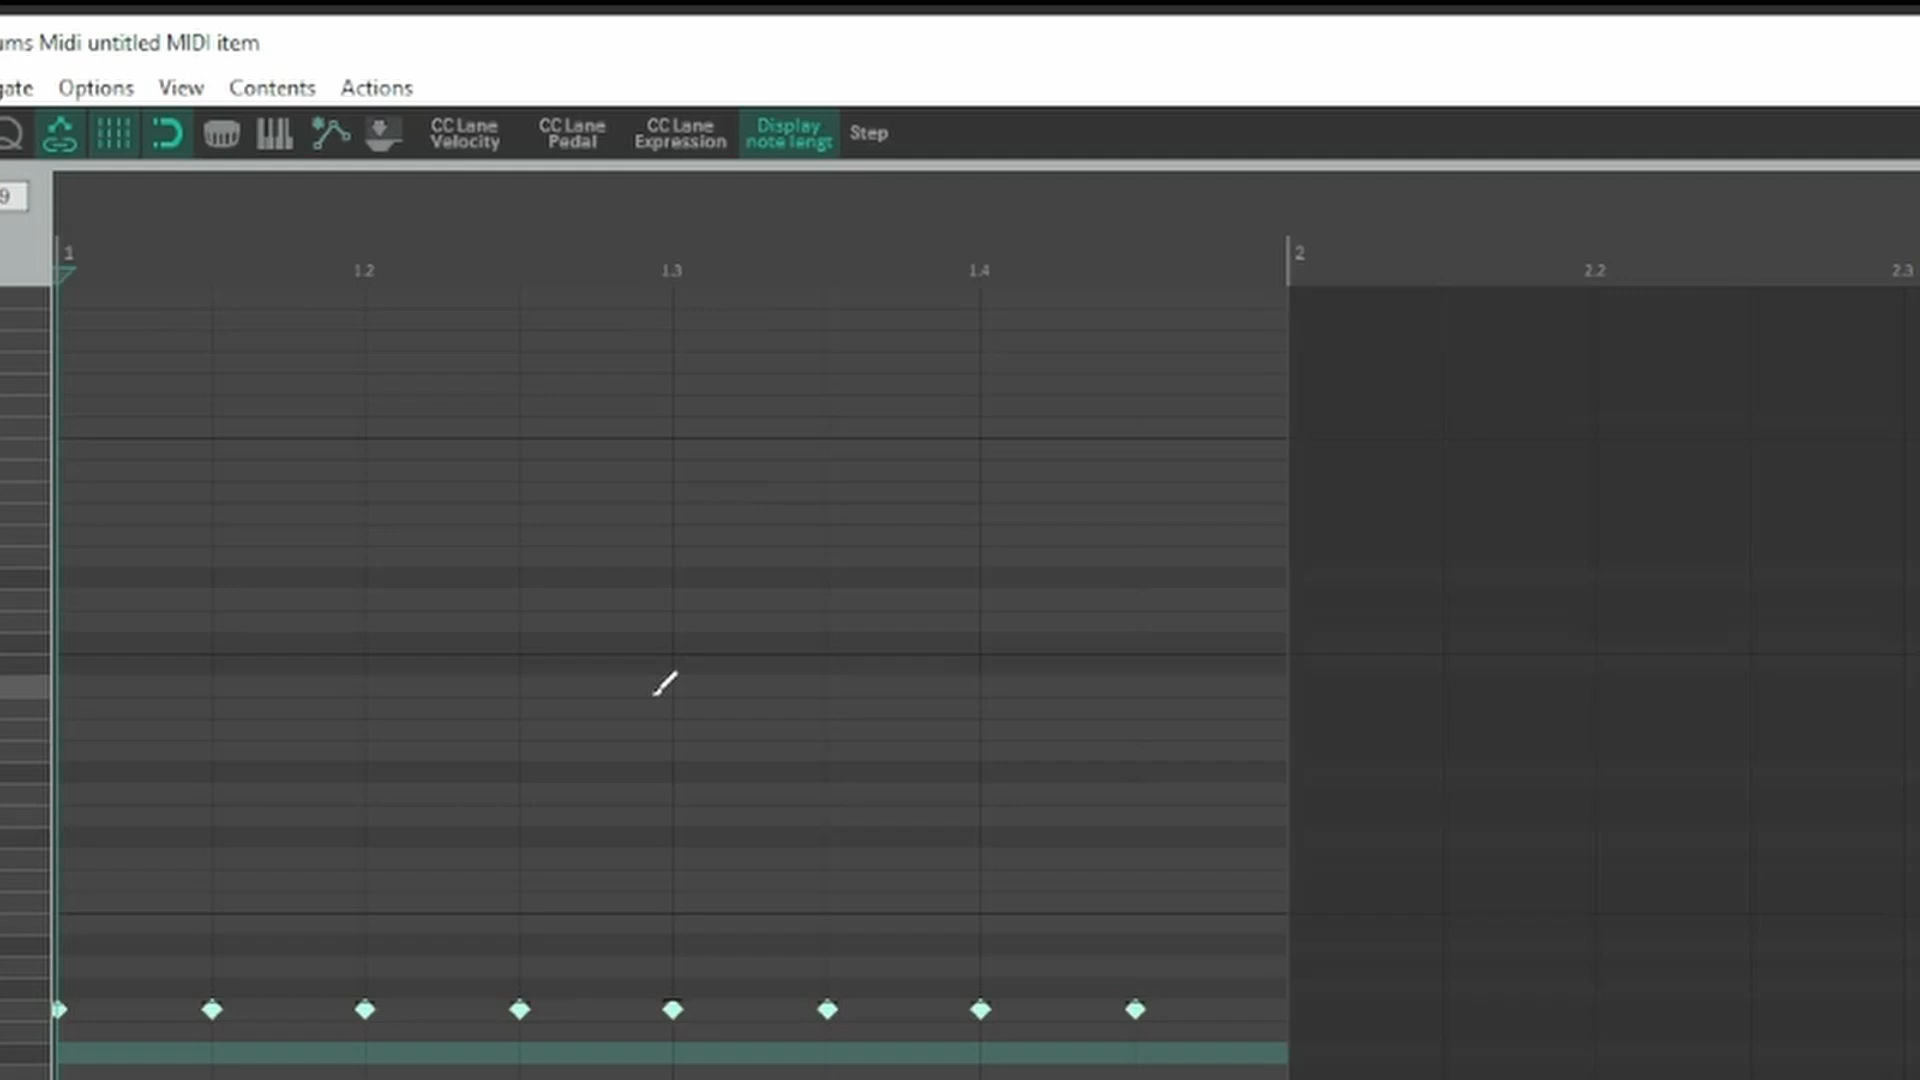 ums Midi untitled MIDI item
gate Options View Contents Actions
CC Lane Velocity CC Lane Pedal CC Lane Expression Display note lengt Step
9
1 2
1.2 1.3 1.4 2.2 2.3